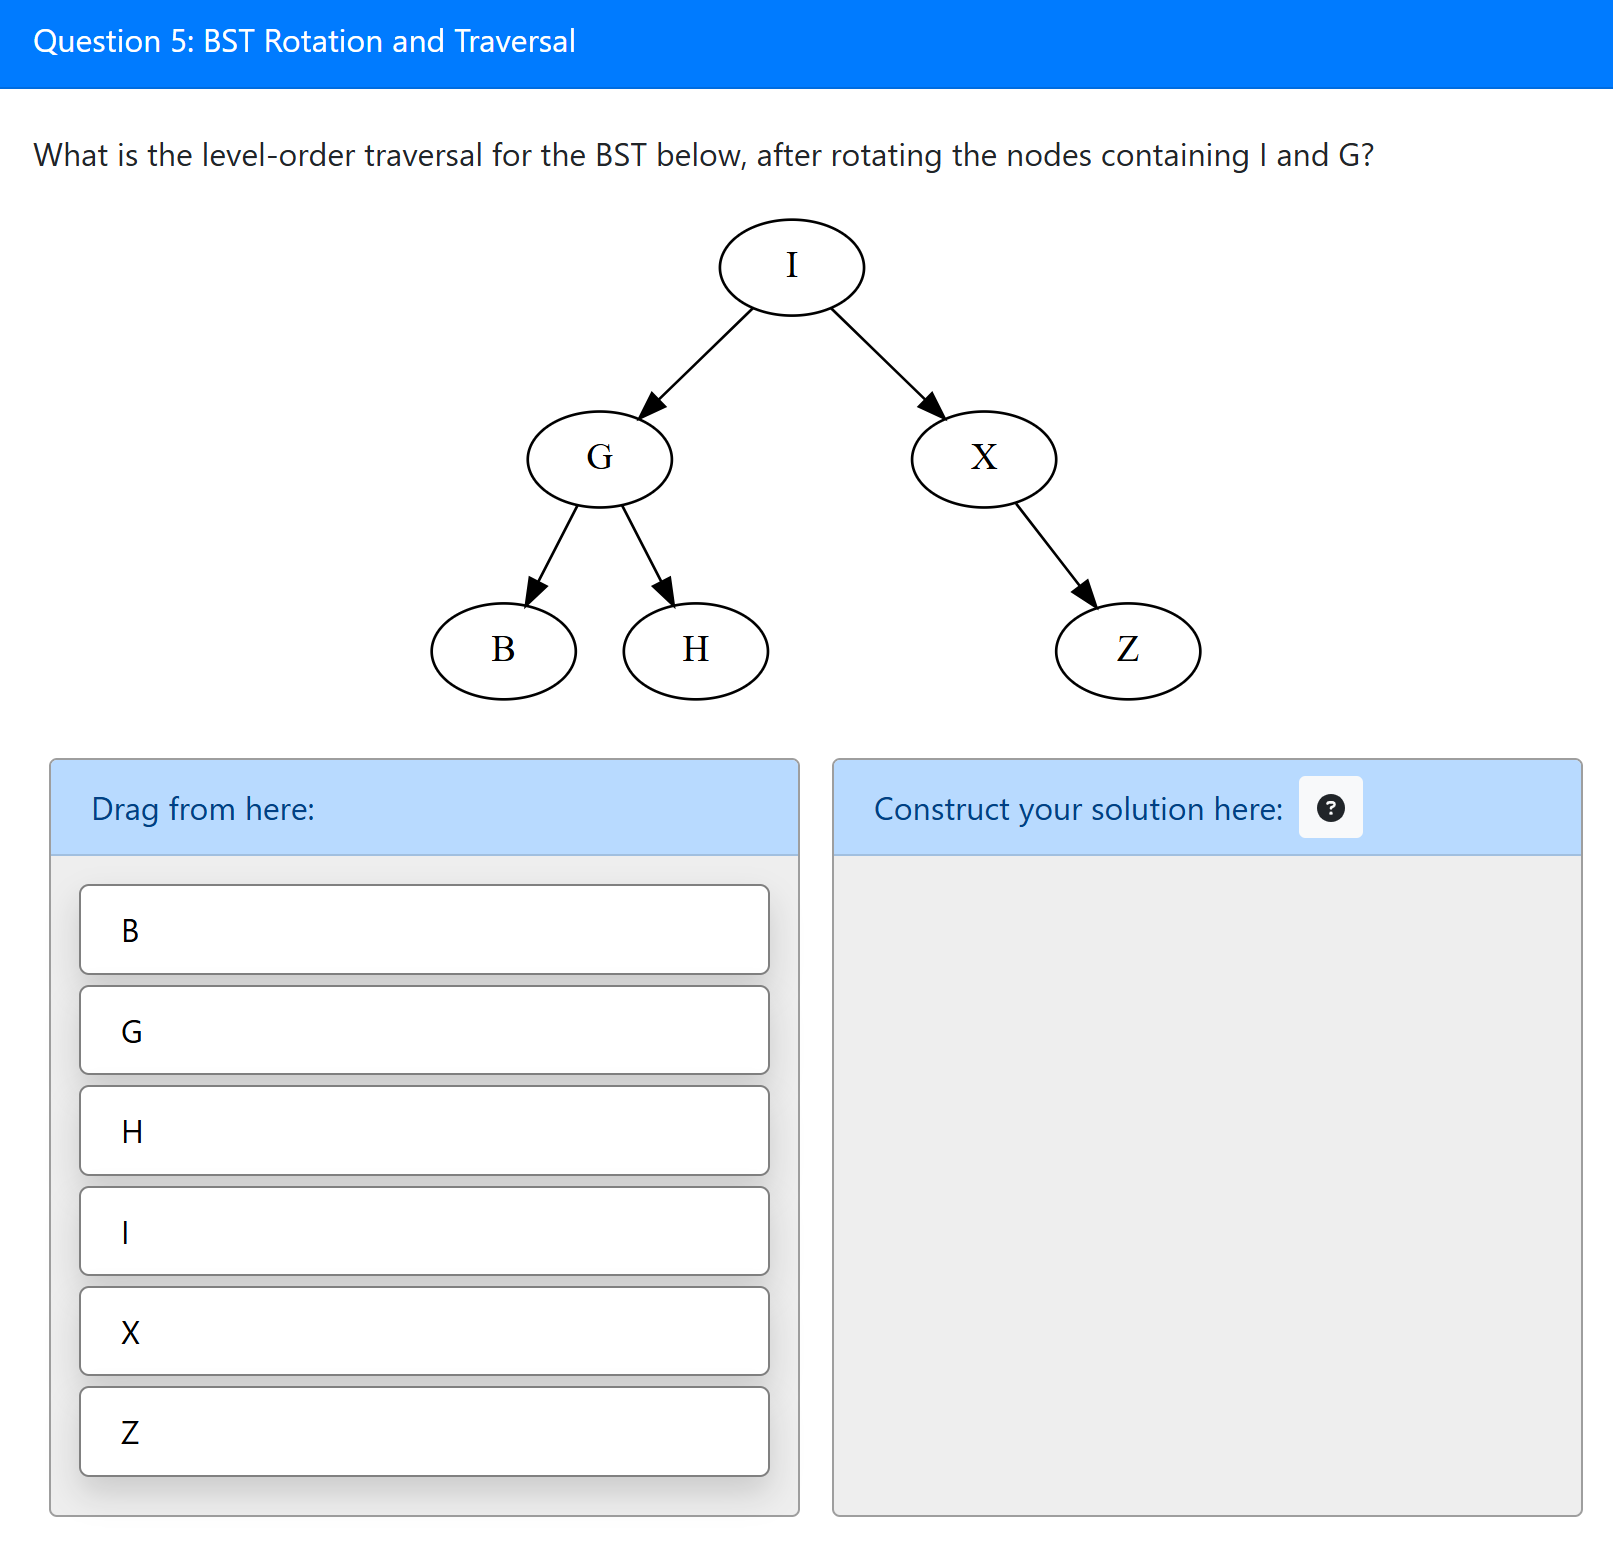 Question 5: BST Rotation and Traversal
What is the level-order traversal for the BST below, after rotating the nodes containing I and G?
I
G
X
B
H
Z
Drag from here:
Construct your solution here: ?
B
G
H
I
X
Z